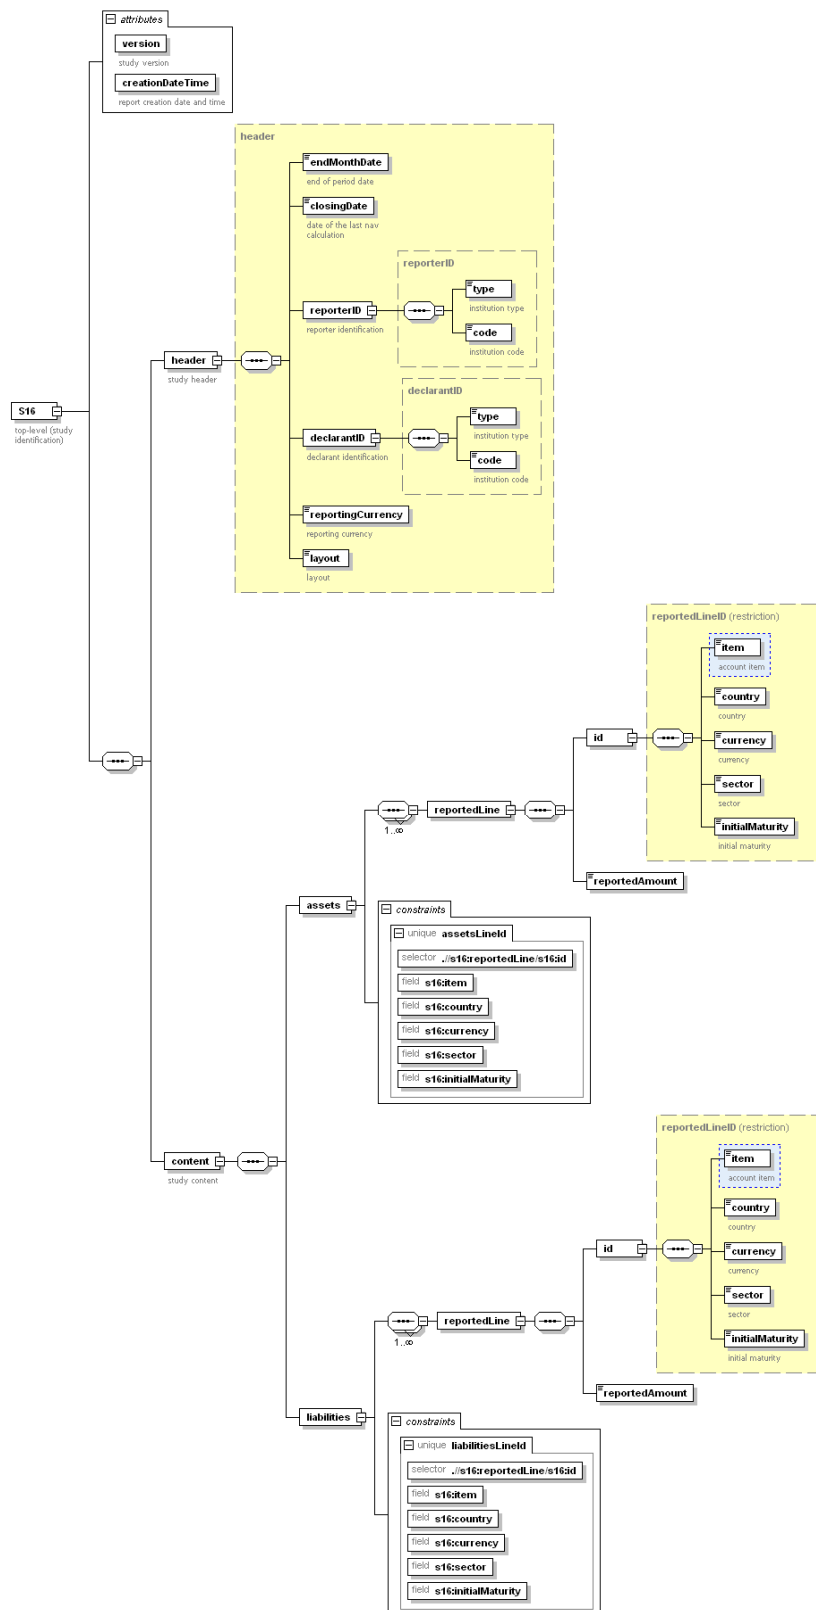 attributes
version
study version
creationDateTime
report creation date and time
header
endMonthDate
end of period date
closingDate
date of the last nav
calculation
reporterID
type
institution type
reporterID
reporter identification
code
institution code
header
study header
declarantID
S16
top-level (study
identification)
type
institution type
declarantID
declarant identification
code
institution code
reportingCurrency
reporting currency
layout
layout
reportedLineID (restriction)
item
account item
country
country
id
currency
currency
sector
sector
reportedLine
1..∞
initialMaturity
initial maturity
reportedAmount
assets
constraints
unique assetsLineId
selector .//s16:reportedLine/s16:id
field s16:item
field s16:country
field s16:currency
field s16:sector
field s16:initialMaturity
content
study content
reportedLineID (restriction)
item
account item
country
country
id
currency
currency
sector
sector
reportedLine
1..∞
initialMaturity
initial maturity
reportedAmount
liabilities
constraints
unique liabilitiesLineId
selector .//s16:reportedLine/s16:id
field s16:item
field s16:country
field s16:currency
field s16:sector
field s16:initialMaturity